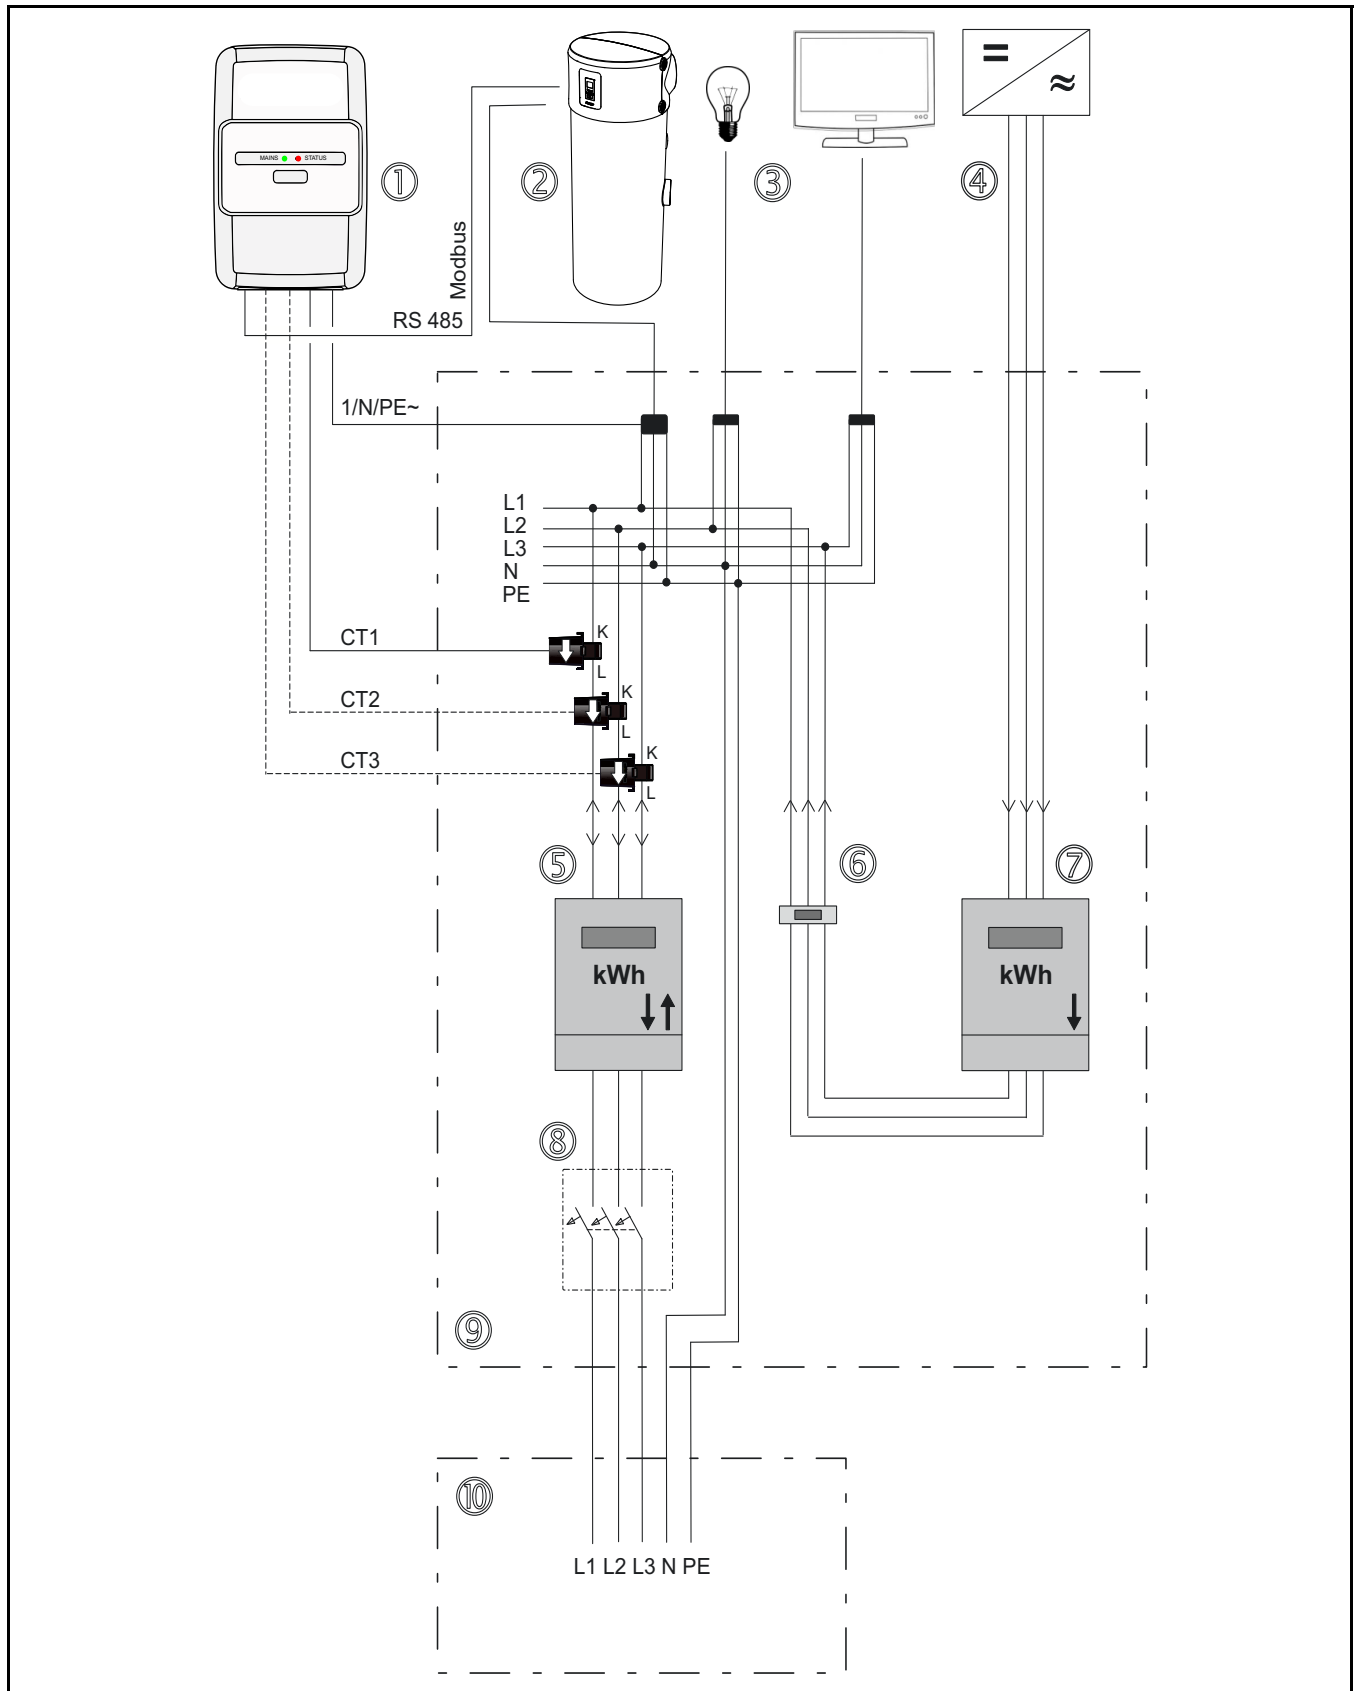 MAINS STATUS
①
②
③
④
Modbus
RS 485
1/N/PE~
L1
L2
L3
N
PE
CT1
K
L
CT2
K
L
CT3
K
L
⑤
⑥
⑦
kWh
kWh
⑧
⑨
⑩
L1 L2 L3 N PE